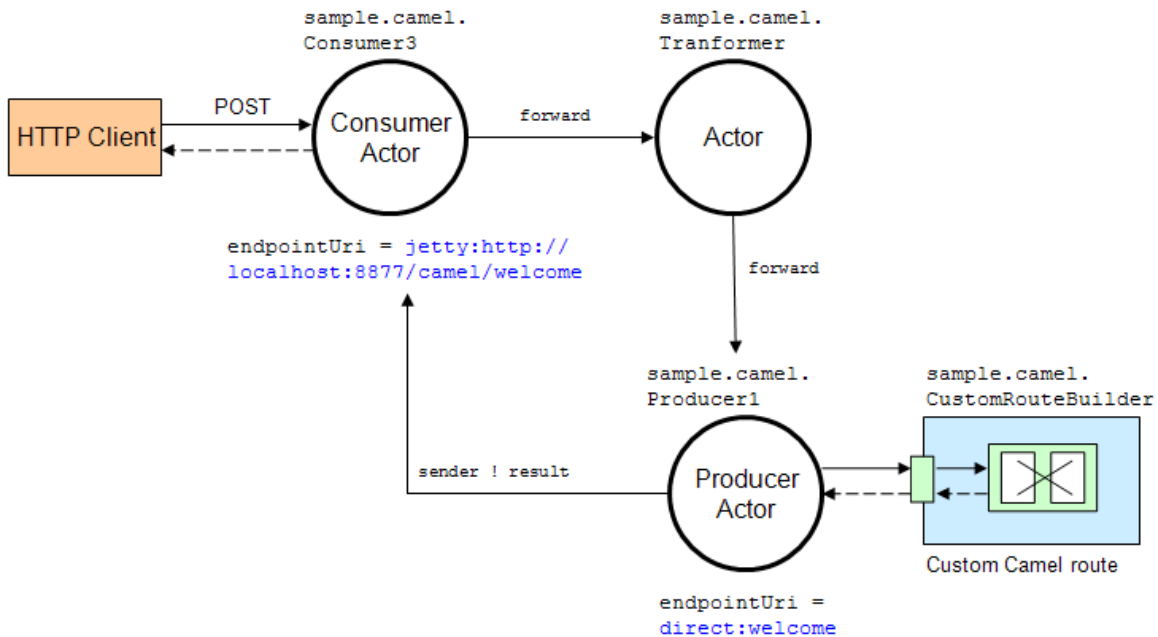 sample.camel.
Consumer3
sample.camel.
Tranformer
HTTP Client
POST
Consumer
Actor
forward
Actor
endpointUri = jetty:http://
localhost:8877/camel/welcome
forward
sample.camel.
Producer1
sample.camel.
CustomRouteBuilder
sender ! result
Producer
Actor
Custom Camel route
endpointUri =
direct:welcome